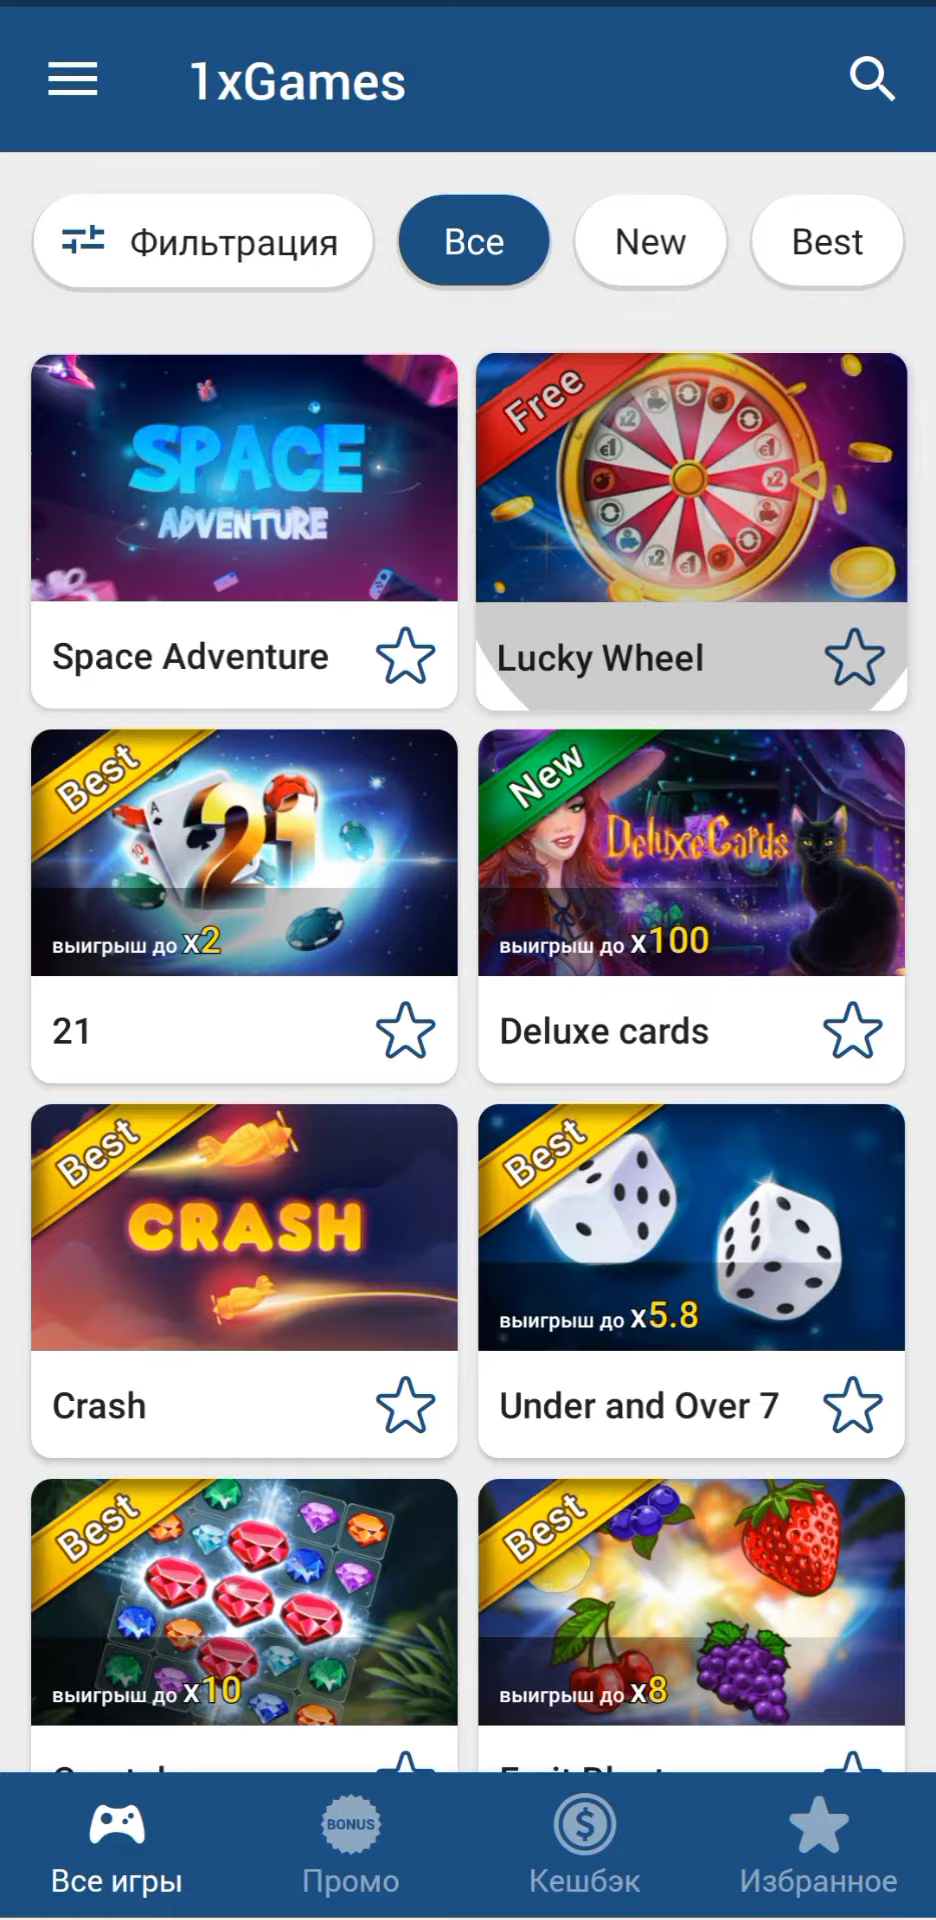 1xGames
Фильтрация
Все
New
Best
SPACE
ADVENTURE
Space Adventure
Free
Lucky Wheel
Best
21
выигрыш до x2
21
New
Deluxe Cards
выигрыш до x100
Deluxe cards
Best
CRASH
Crash
Best
выигрыш до x5.8
Under and Over 7
Best
выигрыш до x10
Best
выигрыш до x8
BONUS
Все игры
Промо
Кешбэк
Избранное